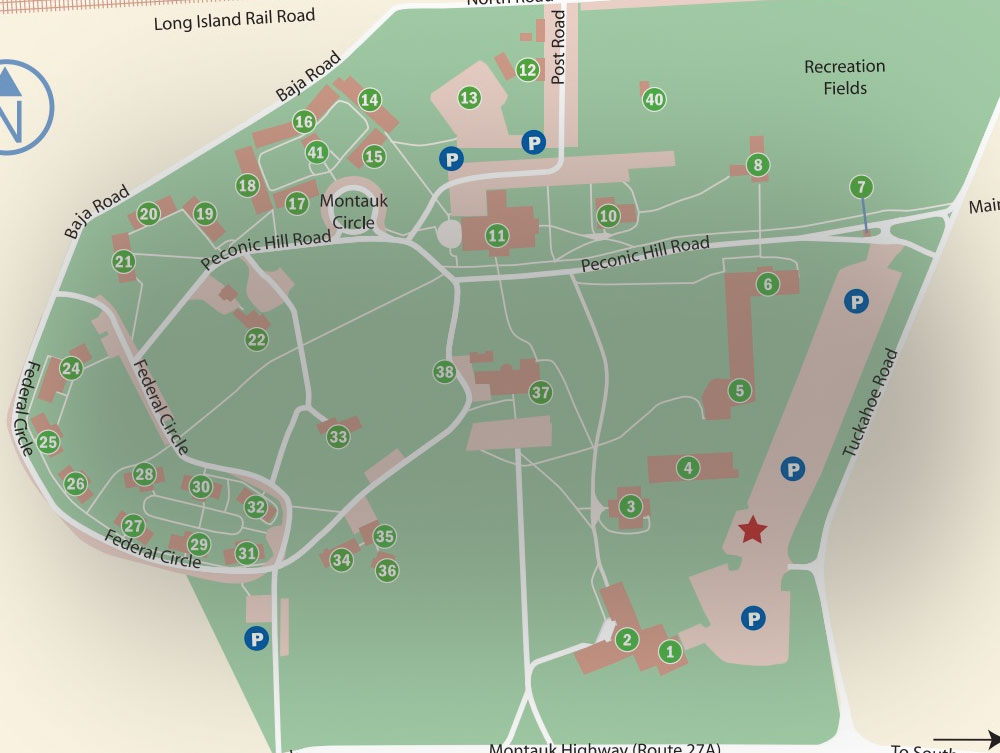 North Road
Long Island Rail Road
Post Road
Baja Road
Recreation
Fields
12
13
14
40
16
P
41
15
P
8
18
7
Baja Road
17
Montauk
Circle
20
19
10
Main
11
Peconic Hill Road
Peconic Hill Road
21
6
P
22
24
38
37
5
Federal Circle
Federal Circle
Tuckahoe Road
33
25
4
P
28
26
30
32
3
27
29
31
35
34
36
Federal Circle
P
2
1
P
N
Montauk Highway (Route 27A)
To South